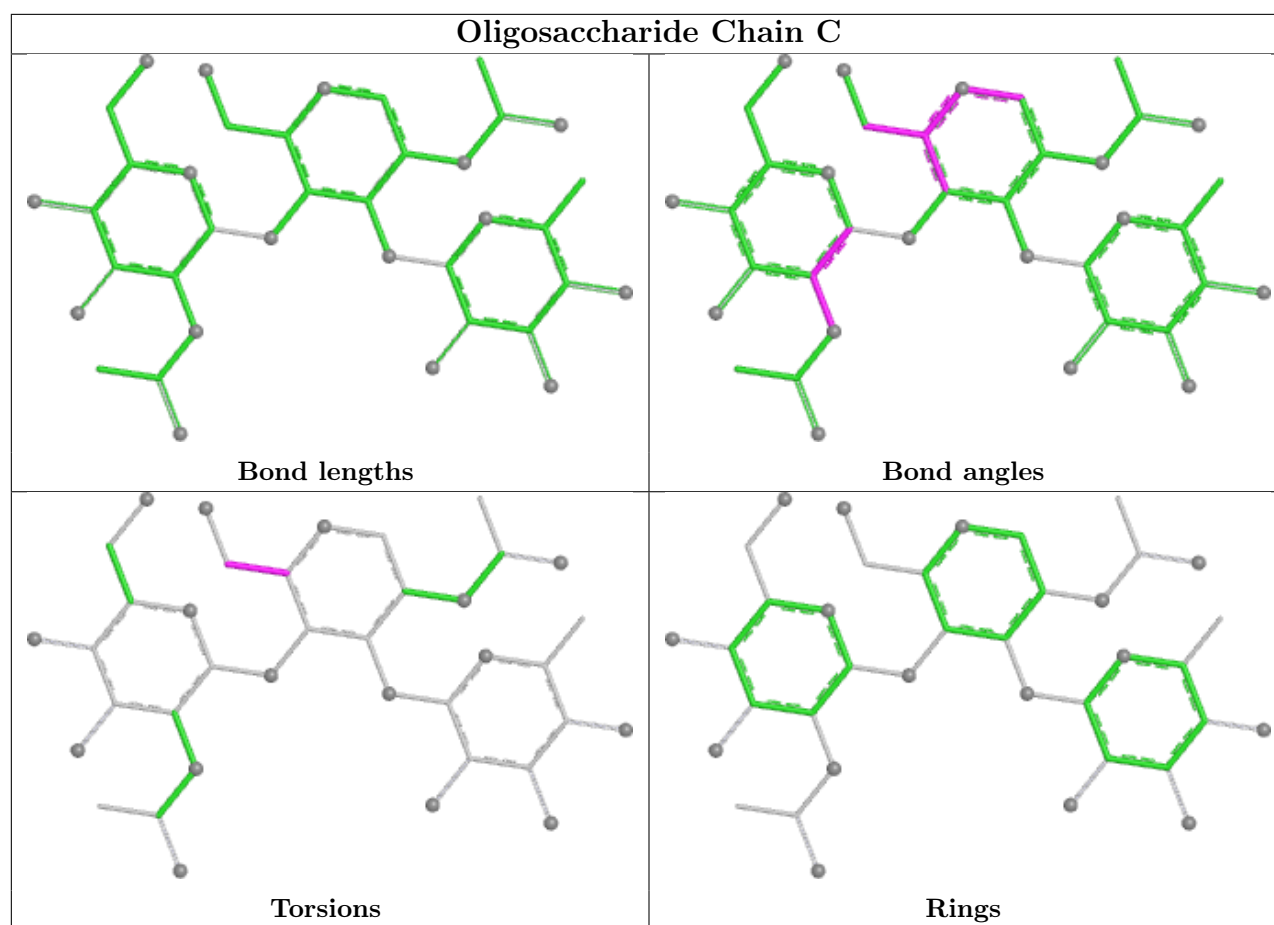 Oligosaccharide Chain C
Bond lengths
Bond angles
Torsions
Rings